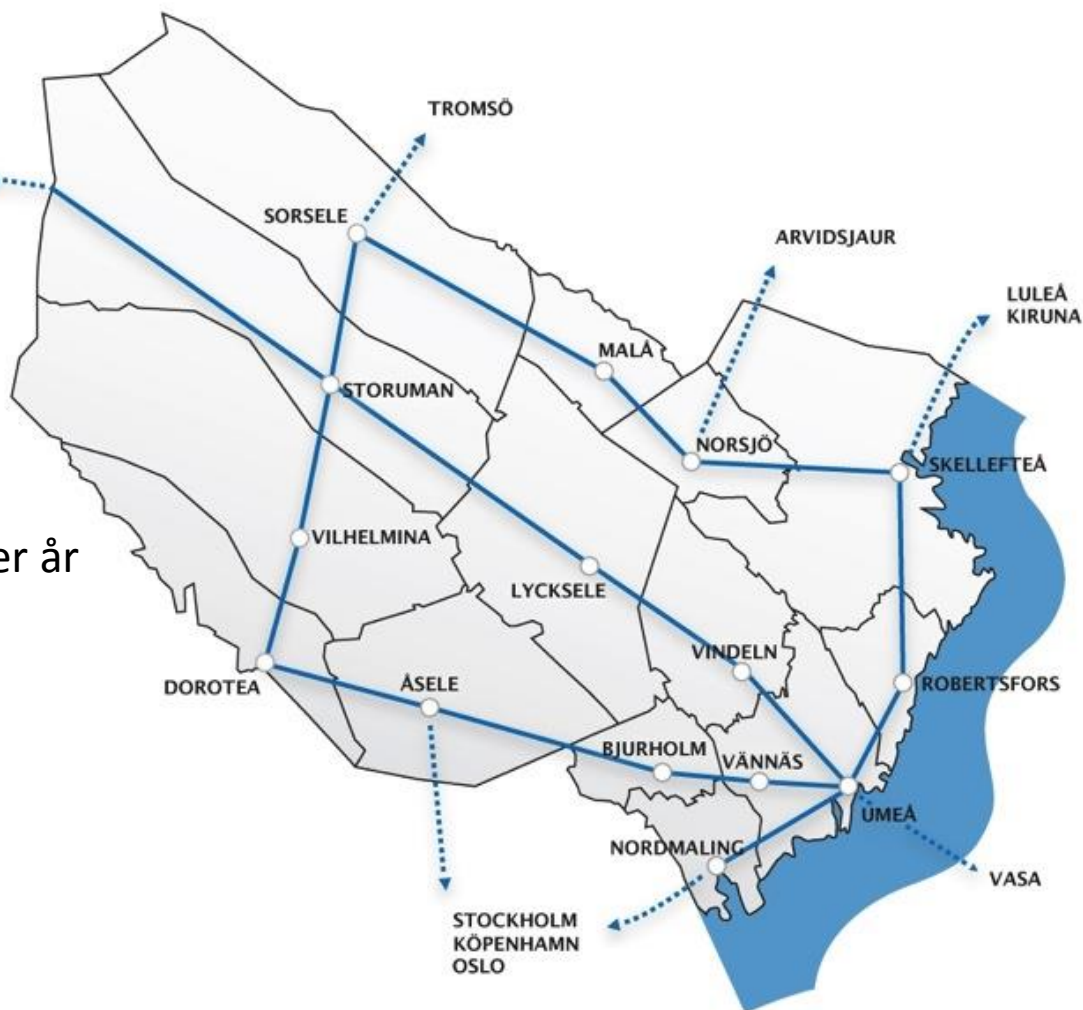 TROMSÖ
SORSELE
ARVIDSJAUR
LULEÅ
KIRUNA
MALÅ
STORUMAN
NORSJÖ
SKELLEFTEÅ
VILHELMINA
er år
LYCKSELE
VINDELN
DOROTEA
ÅSELE
ROBERTSFORS
BJURHOLM
VÄNNÄS
UMEÅ
NORDMALING
VASA
STOCKHOLM
KÖPENHAMN
OSLO